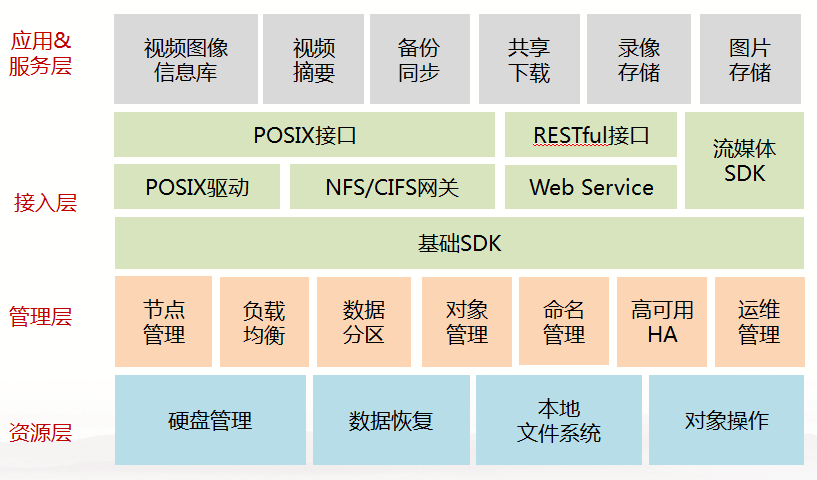 应用&
服务层
视频图像
信息库
视频
摘要
备份
同步
共享
下载
录像
存储
图片
存储
接入层
POSIX接口
RESTful接口
流媒体
SDK
POSIX驱动
NFS/CIFS网关
Web Service
基础SDK
管理层
节点
管理
负载
均衡
数据
分区
对象
管理
命名
管理
高可用
HA
运维
管理
资源层
硬盘管理
数据恢复
本地
文件系统
对象操作